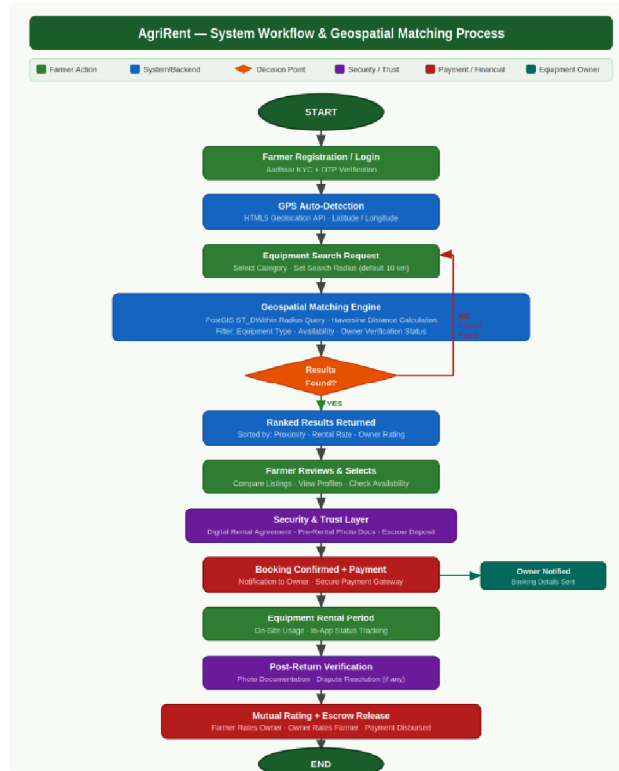 AgriRent — System Workflow & Geospatial Matching Process
Farmer Action
System/Backend
Decision Point
Security / Trust
Payment / Financial
Equipment Owner
START
Farmer Registration / Login
Aadhaar KYC + OTP Verification
GPS Auto-Detection
HTML5 Geolocation API · Latitude / Longitude
Equipment Search Request
Select Category · Set Search Radius (default 10 km)
Geospatial Matching Engine
PostGIS ST_DWithin Radius Query · Haversine Distance Calculation
Filter: Equipment Type · Availability · Owner Verification Status
NO
Results
Found?
YES
Ranked Results Returned
Sorted by: Proximity · Rental Rate · Owner Rating
Farmer Reviews & Selects
Compare Listings · View Profiles · Check Availability
Security & Trust Layer
Digital Rental Agreement · Pre-Rental Photo Docs · Escrow Deposit
Booking Confirmed + Payment
Notification to Owner · Secure Payment Gateway
Owner Notified
Booking Details Sent
Equipment Rental Period
On-Site Usage · In-App Status Tracking
Post-Return Verification
Photo Documentation · Dispute Resolution (if any)
Mutual Rating + Escrow Release
Farmer Rates Owner · Owner Rates Farmer · Payment Disbursed
END